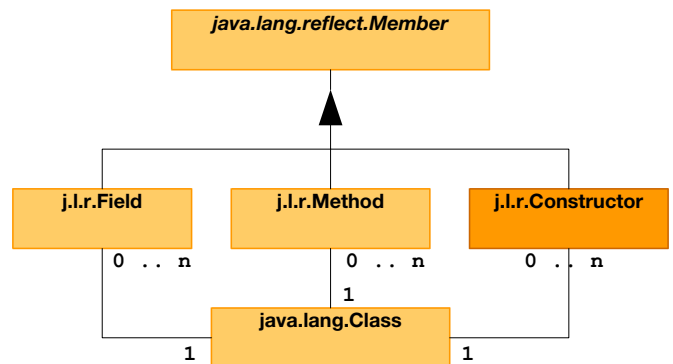 java.lang.reflect.Member
j.l.r.Field
j.l.r.Method
j.l.r.Constructor
0 .. n
0 .. n
0 .. n
1
java.lang.Class
1
1